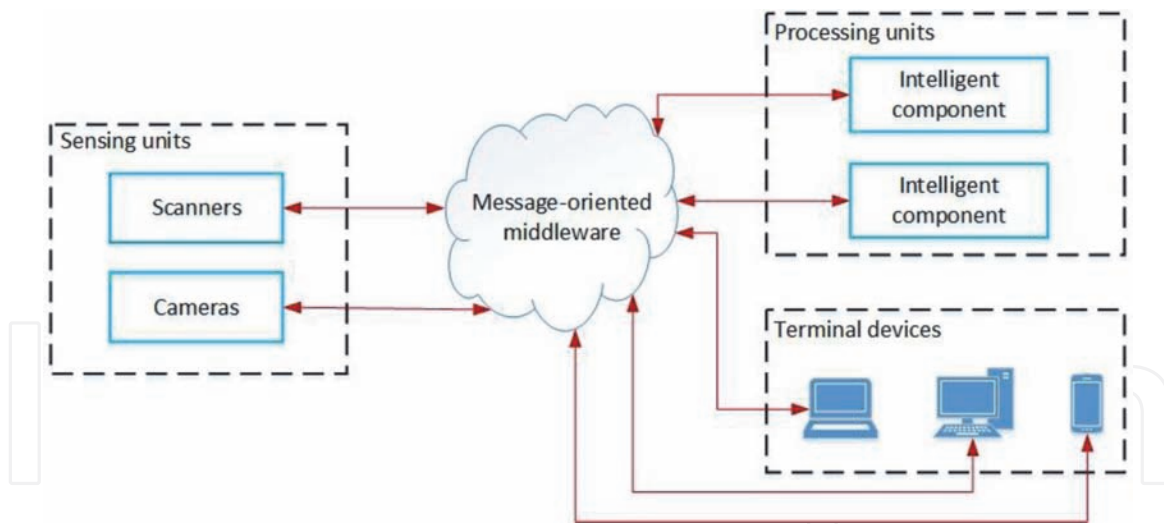 Sensing units
Scanners
Cameras
Message-oriented
middleware
Processing units
Intelligent
component
Intelligent
component
Terminal devices